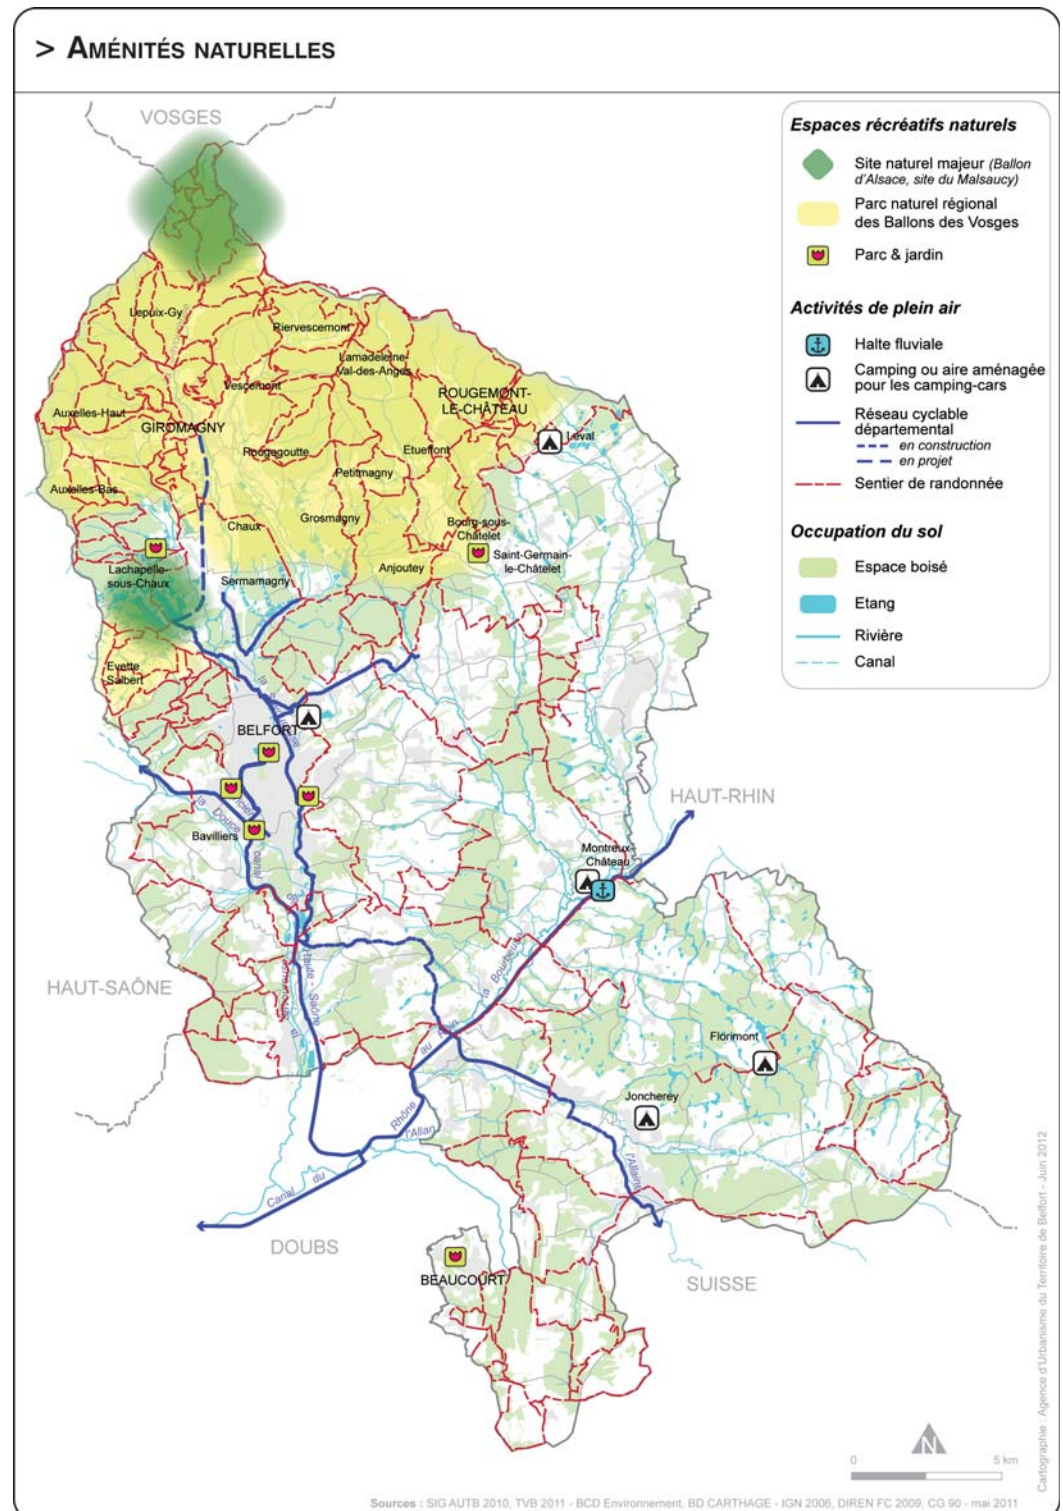 > AMÉNITÉS NATURELLES
VOSGES
Espaces récréatifs naturels
Site naturel majeur (Ballon
d'Alsace, site du Malsaucy)
Parc naturel régional
des Ballons des Vosges
Parc & jardin
Activités de plein air
Halte fluviale
Camping ou aire aménagée
pour les camping-cars
Réseau cyclable
départemental
en construction
en projet
Sentier de randonnée
Occupation du sol
Espace boisé
Etang
Rivière
Canal
Lepuix-Gy
Riervescemont
Lamadeleine-
Val-des-Anges
Vescemont
ROUGEMONT-
LE-CHÂTEAU
Auxelles-Haut
GIROMAGNY
Leval
Rougegoutte
Etueffont
Petitmagny
Auxelles-Bas
Grosmagny
Chaux
Bourg-sous-
Châtelet
Saint-Germain-
le-Châtelet
Anjoutey
Lachapelle-
sous-Chaux
Sermamagny
Evette
Salbert
BELFORT
la Douce
Bavilliers
canal
Haute - Saône
HAUT-RHIN
Montreux-
Château
la Bourbeuse
HAUT-SAÔNE
Florimont
Joncherey
au Rhin
Rhône
l'Allan
l'Allaine
Canal du
DOUBS
SUISSE
BEAUCOURT
N
0 5 km
Cartographie : Agence d'Urbanisme du Territoire de Belfort - Juin 2012
Sources : SIG AUTB 2010, TVB 2011 - BCD Environnement, BD CARTHAGE - IGN 2006, DIREN FC 2009, CG 90 - mai 2011